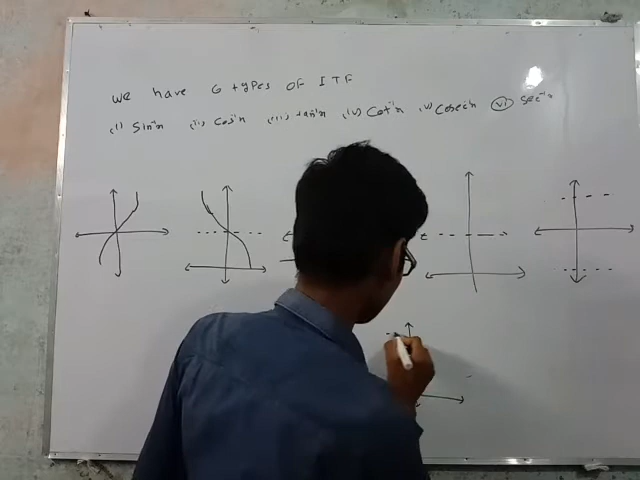 We have 6 types OF ITF
(i) Sin⁻¹x (ii) Cos⁻¹x (iii) tan⁻¹x (iv) Cot⁻¹x (v) Cosec⁻¹x (vi) Sec⁻¹x